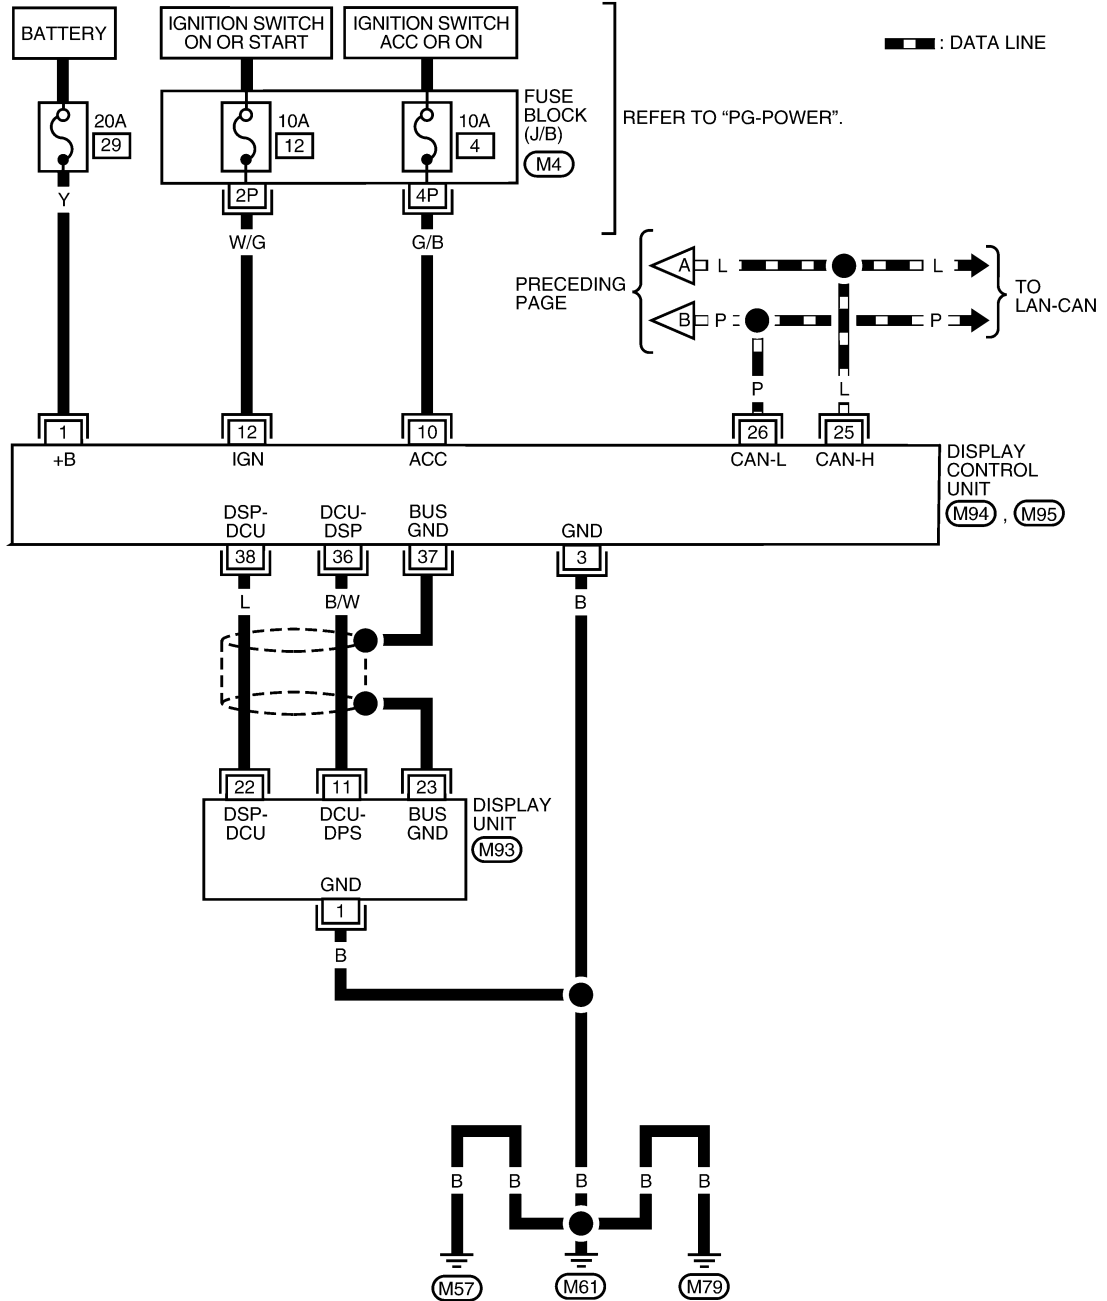 BATTERY
IGNITION SWITCH
ON OR START
IGNITION SWITCH
ACC OR ON
: DATA LINE
20A
29
10A
12
10A
4
FUSE
BLOCK
(J/B)
M4
REFER TO “PG-POWER”.
2P
4P
Y
W/G
G/B
PRECEDING
PAGE
A
L
L
B
P
P
TO
LAN-CAN
P
L
1
12
10
26
25
+B
IGN
ACC
CAN-L
CAN-H
DISPLAY
CONTROL
UNIT
M94 , M95
DSP-
DCU
DCU-
DSP
BUS
GND
GND
38
36
37
3
L
B/W
B
22
11
23
DSP-
DCU
DCU-
DPS
BUS
GND
DISPLAY
UNIT
M93
GND
1
B
B
B
B
B
B
M57
M61
M79